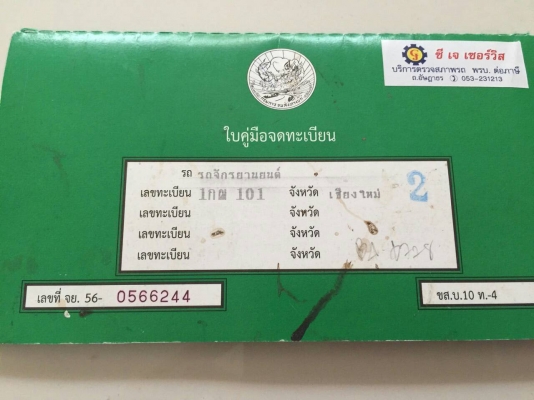 ซี เจ เซอร์วิส
บริการตรวจสภาพรถ พรบ. ต่อภาษี
ถ.อัษฎาธร 053-231213
ใบคู่มือจดทะเบียน
รถ รถจักรยานยนต์
เลขทะเบียน 1กฌ 101 จังหวัด เชียงใหม่ 2
เลขทะเบียน จังหวัด
เลขทะเบียน จังหวัด
เลขทะเบียน จังหวัด
เลขที่ จย. 56- 0566244
ขส.บ.10 ท.-4